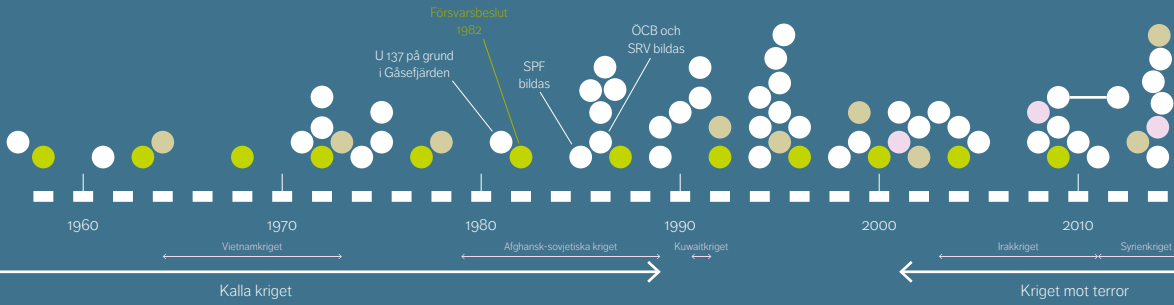 Försvarsbeslut
1982
U 137 på grund
i Gåsefjärden
SPF
bildas
ÖCB och
SRV bildas
1960
1970
1980
1990
2000
2010
Vietnamkriget
Afghansk-sovjetiska kriget
Kuwaitkriget
Irakkriget
Syrienkriget
Kalla kriget
Kriget mot terror